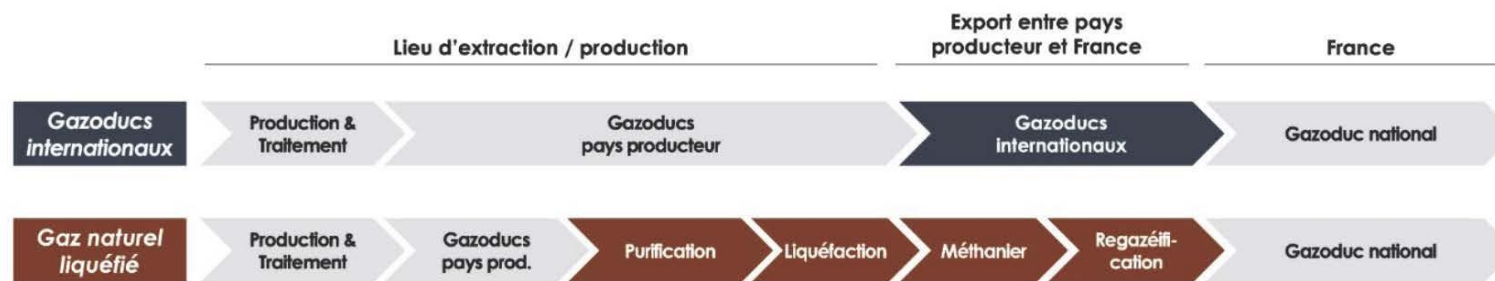 Lieu d'extraction / production
Export entre pays
producteur et France
France
Gazoducs
internationaux
Production &
Traitement
Gazoducs
pays producteur
Gazoducs
internationaux
Gazoduc national
Gaz naturel
liquéfié
Production &
Traitement
Gazoducs
pays prod.
Purification
Liquéfaction
Méthanier
Regazéifi-
cation
Gazoduc national